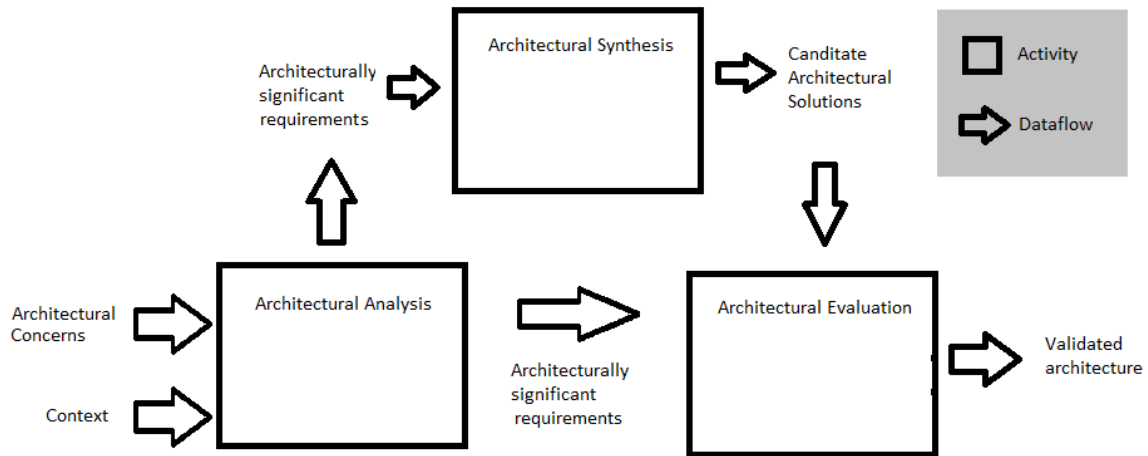 Architectural Synthesis
Architecturally
significant
requirements
Canditate
Architectural
Solutions
Activity
Dataflow
Architectural
Concerns
Context
Architectural Analysis
Architecturally
significant
requirements
Architectural Evaluation
Validated
architecture